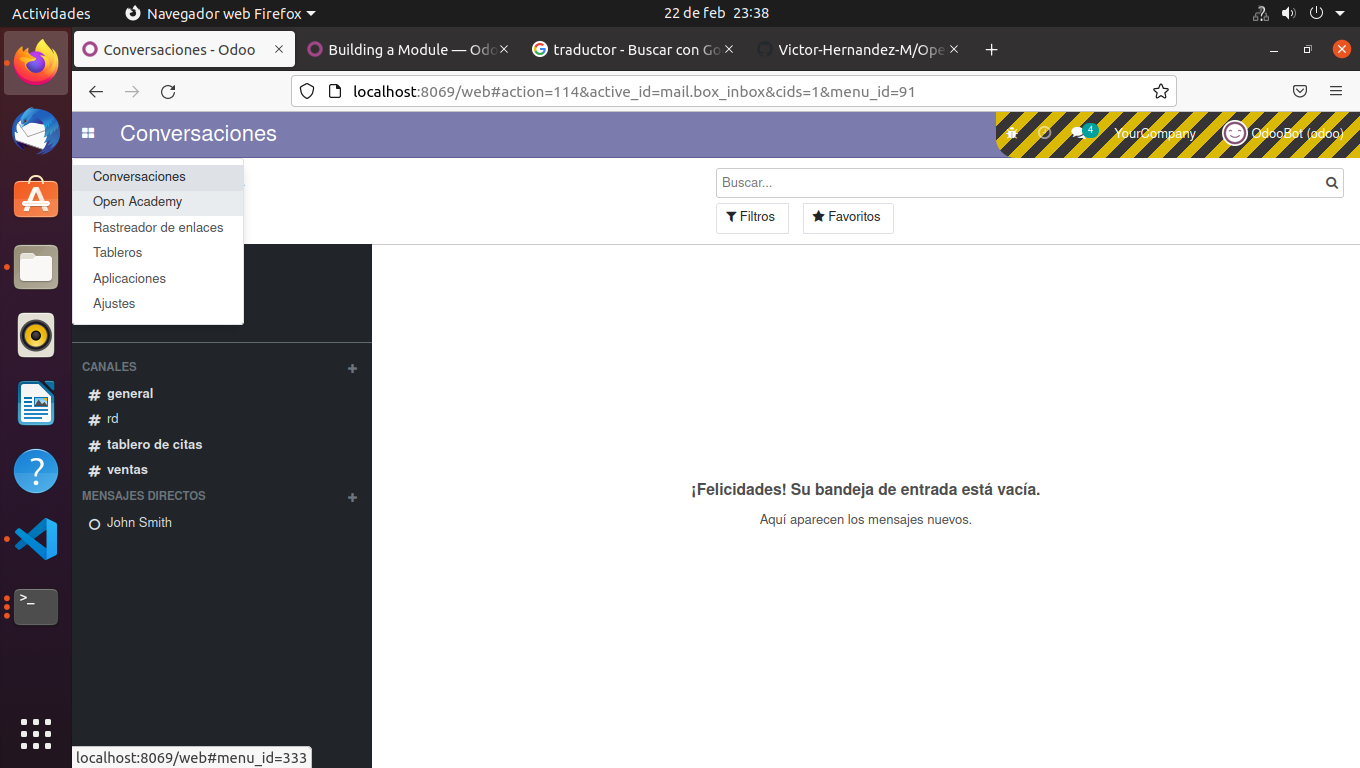 Actividades
Navegador web Firefox
22 de feb 23:38
Conversaciones - Odoo
Building a Module — Odo
traductor - Buscar con Go
Victor-Hernandez-M/Ope
localhost:8069/web#action=114&active_id=mail.box_inbox&cids=1&menu_id=91
Conversaciones
4
YourCompany
OdooBot (odoo)
Conversaciones
Open Academy
Rastreador de enlaces
Tableros
Aplicaciones
Ajustes
Buscar...
Filtros
Favoritos
CANALES
# general
# rd
# tablero de citas
# ventas
MENSAJES DIRECTOS
John Smith
¡Felicidades! Su bandeja de entrada está vacía.
Aquí aparecen los mensajes nuevos.
localhost:8069/web#menu_id=333